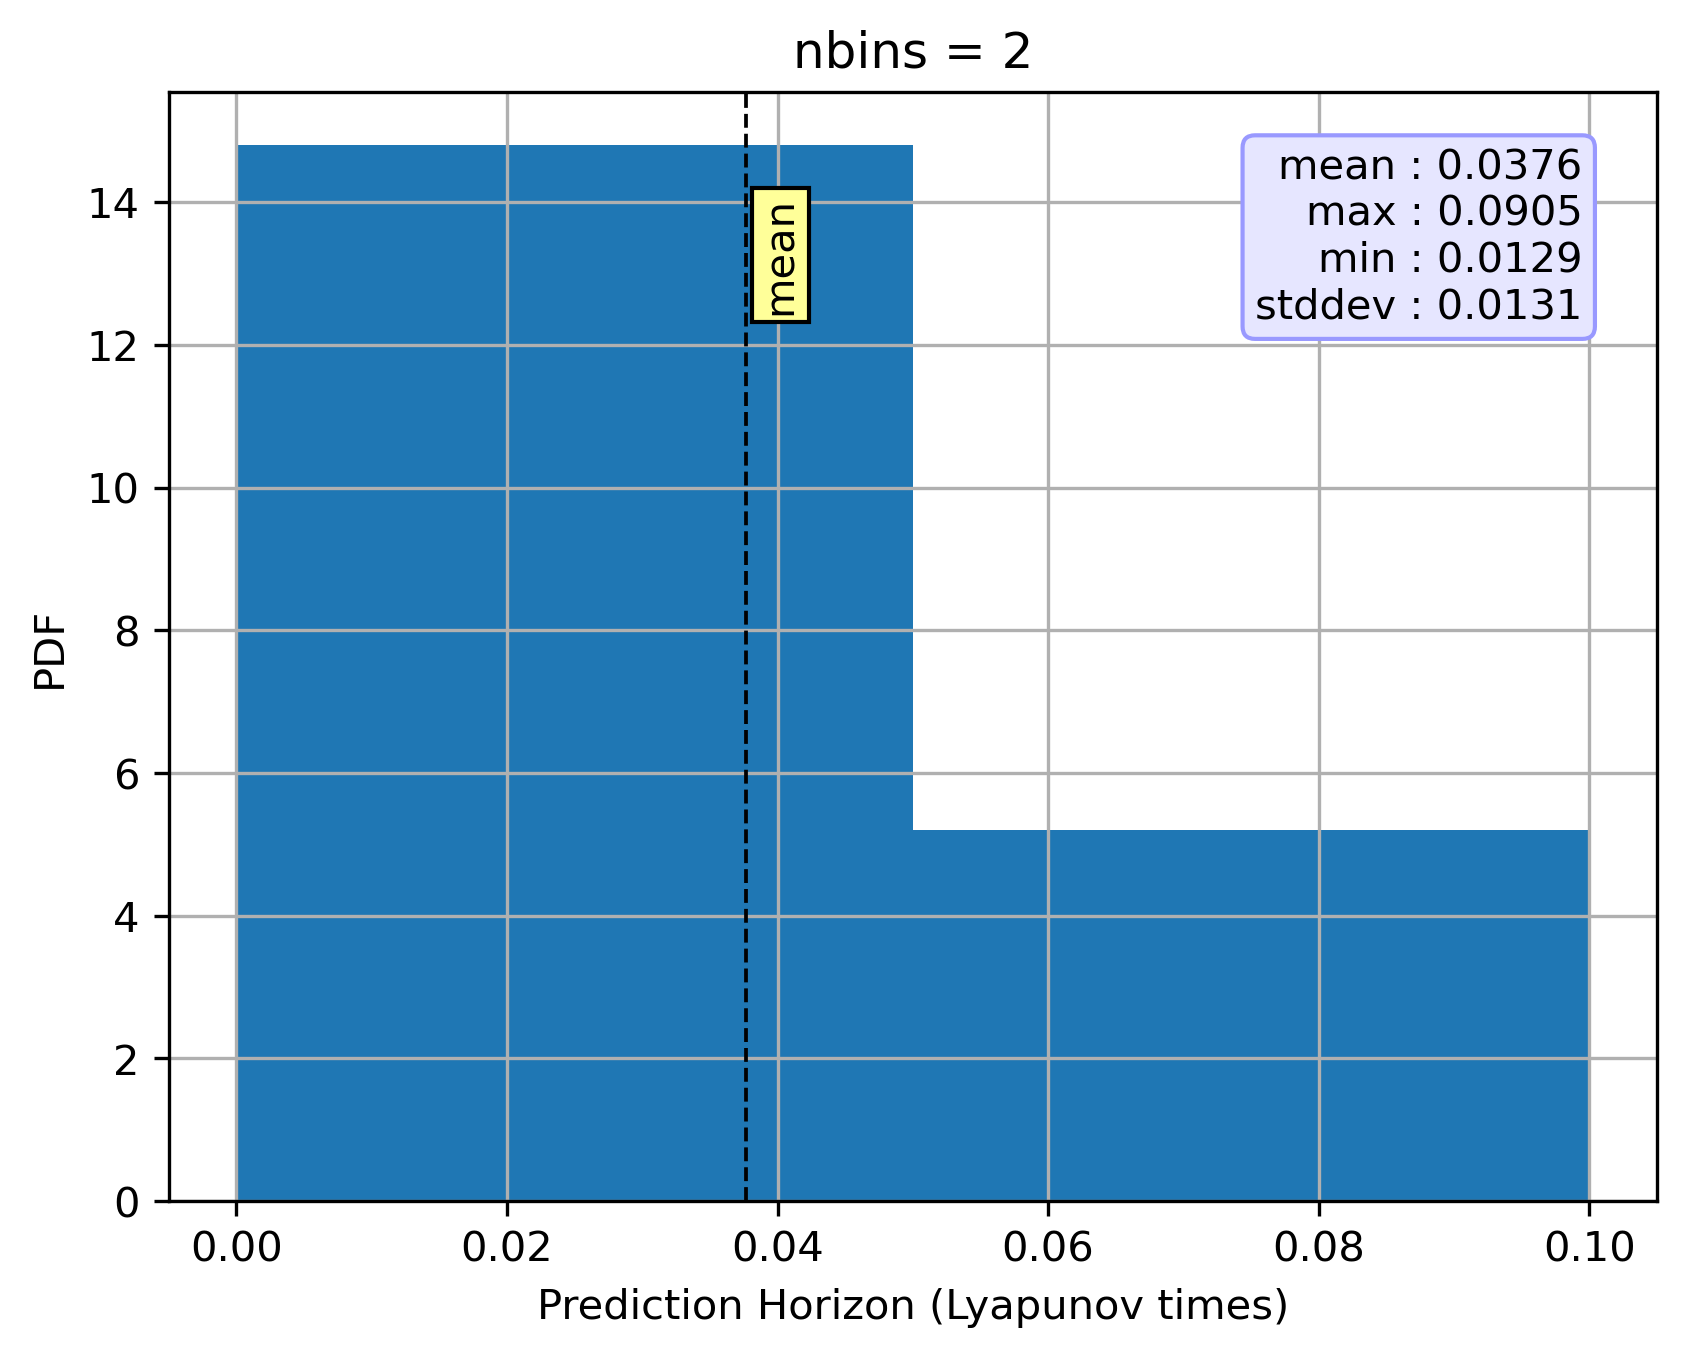 nbins = 2
mean : 0.0376
max : 0.0905
min : 0.0129
stddev : 0.0131
mean
PDF
14
12
10
8
6
4
2
0
0.00 0.02 0.04 0.06 0.08 0.10
Prediction Horizon (Lyapunov times)